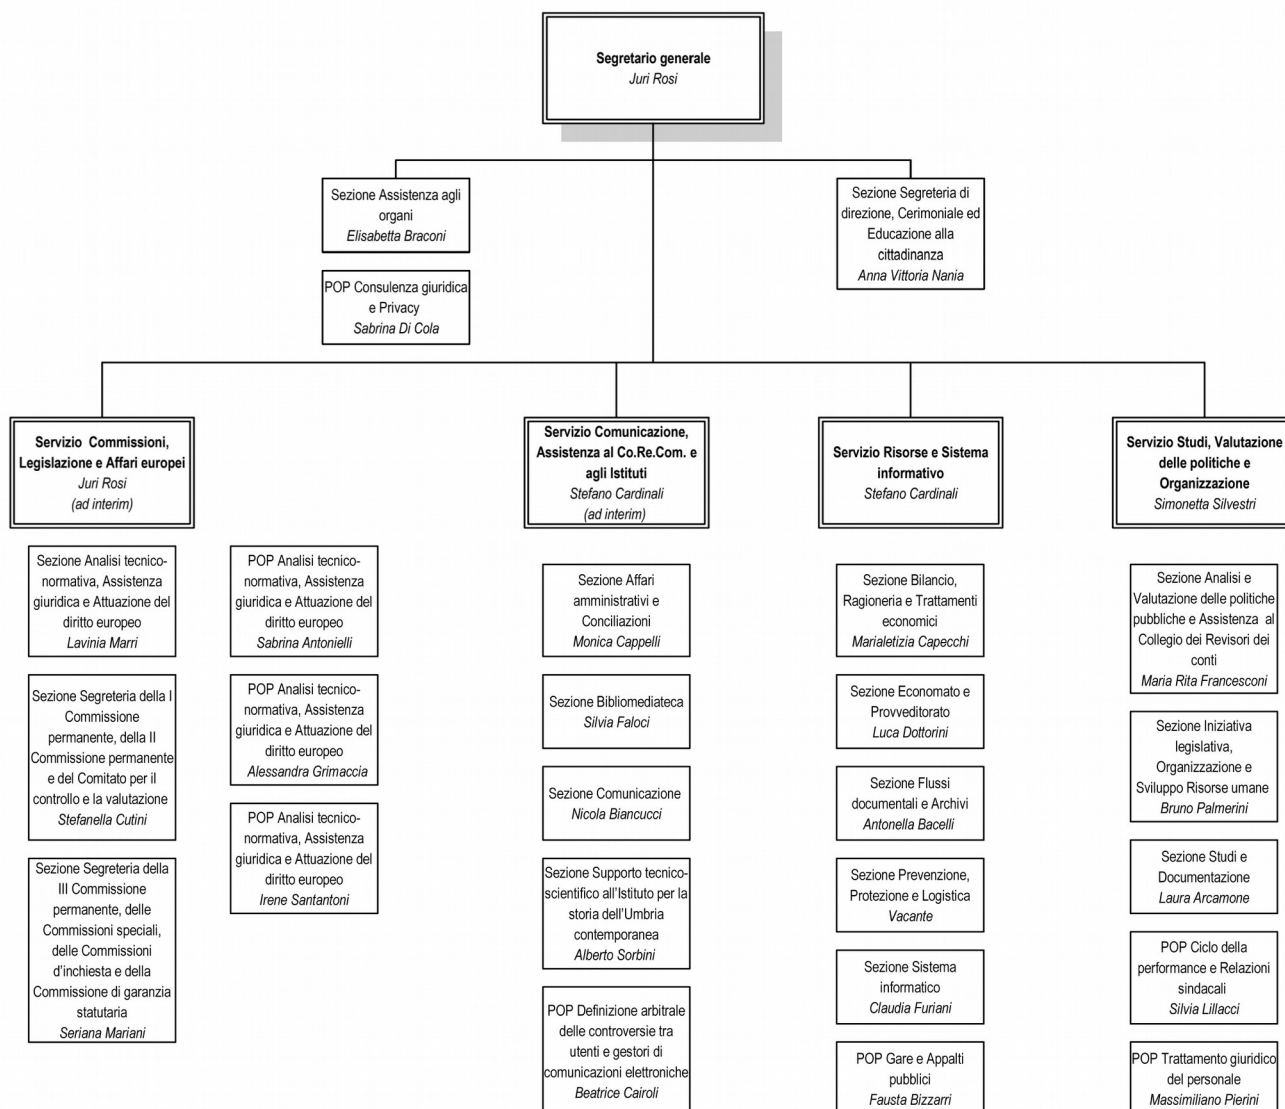 Segretario generale
Juri Rosi
Sezione Assistenza agli
organi
Elisabetta Braconi
POP Consulenza giuridica
e Privacy
Sabrina Di Cola
Sezione Segreteria di
direzione, Cerimoniale ed
Educazione alla
cittadinanza
Anna Vittoria Nania
Servizio Commissioni,
Legislazione e Affari europei
Juri Rosi
(ad interim)
Sezione Analisi tecnico-
normativa, Assistenza
giuridica e Attuazione del
diritto europeo
Lavinia Marri
Sezione Segreteria della I
Commissione
permanente, della II
Commissione permanente
e del Comitato per il
controllo e la valutazione
Stefanella Cutini
Sezione Segreteria della
III Commissione
permanente, delle
Commissioni speciali,
delle Commissioni
d'inchiesta e della
Commissione di garanzia
statutaria
Seriana Mariani
POP Analisi tecnico-
normativa, Assistenza
giuridica e Attuazione del
diritto europeo
Sabrina Antonielli
POP Analisi tecnico-
normativa, Assistenza
giuridica e Attuazione del
diritto europeo
Alessandra Grimaccia
POP Analisi tecnico-
normativa, Assistenza
giuridica e Attuazione del
diritto europeo
Irene Santantoni
Servizio Comunicazione,
Assistenza al Co.Re.Com. e
agli Istituti
Stefano Cardinali
(ad interim)
Sezione Affari
amministrativi e
Conciliazioni
Monica Cappelli
Sezione Bibliomediateca
Silvia Faloci
Sezione Comunicazione
Nicola Biancucci
Sezione Supporto tecnico-
scientifico all'Istituto per la
storia dell'Umbria
contemporanea
Alberto Sorbini
POP Definizione arbitrale
delle controversie tra
utenti e gestori di
comunicazioni elettroniche
Beatrice Cairoli
Servizio Risorse e Sistema
informativo
Stefano Cardinali
Sezione Bilancio,
Ragioneria e Trattamenti
economici
Marialetizia Capecchi
Sezione Economato e
Provveditorato
Luca Dottorini
Sezione Flussi
documentali e Archivi
Antonella Bacelli
Sezione Prevenzione,
Protezione e Logistica
Vacante
Sezione Sistema
informatico
Claudia Furiani
POP Gare e Appalti
pubblici
Fausta Bizzarri
Servizio Studi, Valutazione
delle politiche e
Organizzazione
Simonetta Silvestri
Sezione Analisi e
Valutazione delle politiche
pubbliche e Assistenza al
Collegio dei Revisori dei
conti
Maria Rita Francesconi
Sezione Iniziativa
legislativa,
Organizzazione e
Sviluppo Risorse umane
Bruno Palmerini
Sezione Studi e
Documentazione
Laura Arcamone
POP Ciclo della
performance e Relazioni
sindacali
Silvia Lillacci
POP Trattamento giuridico
del personale
Massimiliano Pierini